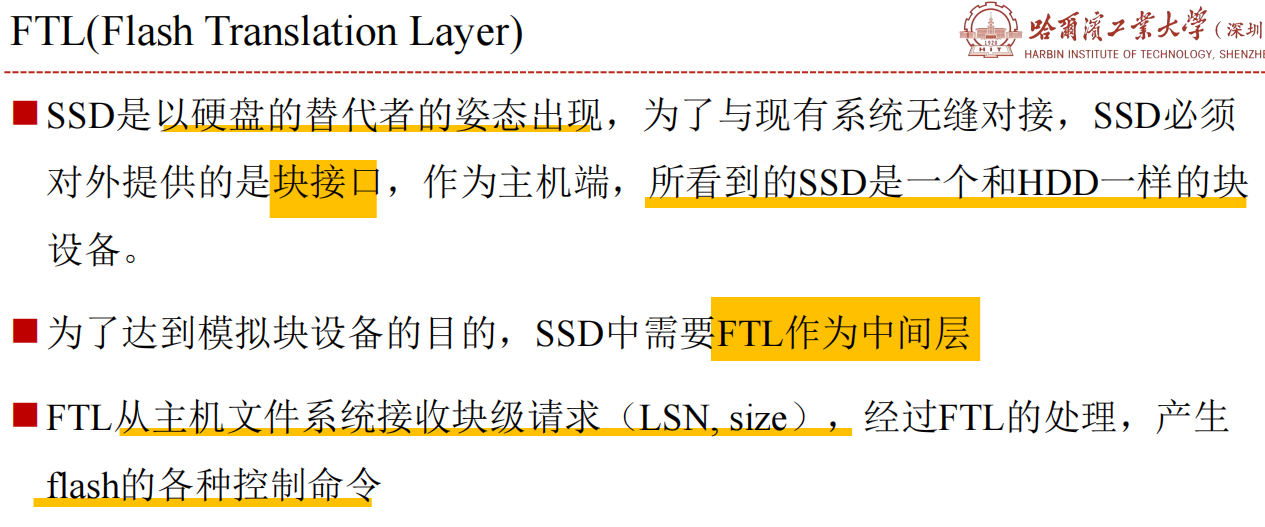 FTL(Flash Translation Layer)
哈爾濱工業大學(深圳
HARBIN INSTITUTE OF TECHNOLOGY, SHENZHE
1920
HIT
SSD是以硬盘的替代者的姿态出现，为了与现有系统无缝对接，SSD必须
对外提供的是块接口，作为主机端，所看到的SSD是一个和HDD一样的块
设备。
为了达到模拟块设备的目的，SSD中需要FTL作为中间层
FTL从主机文件系统接收块级请求（LSN, size），经过FTL的处理，产生
flash的各种控制命令